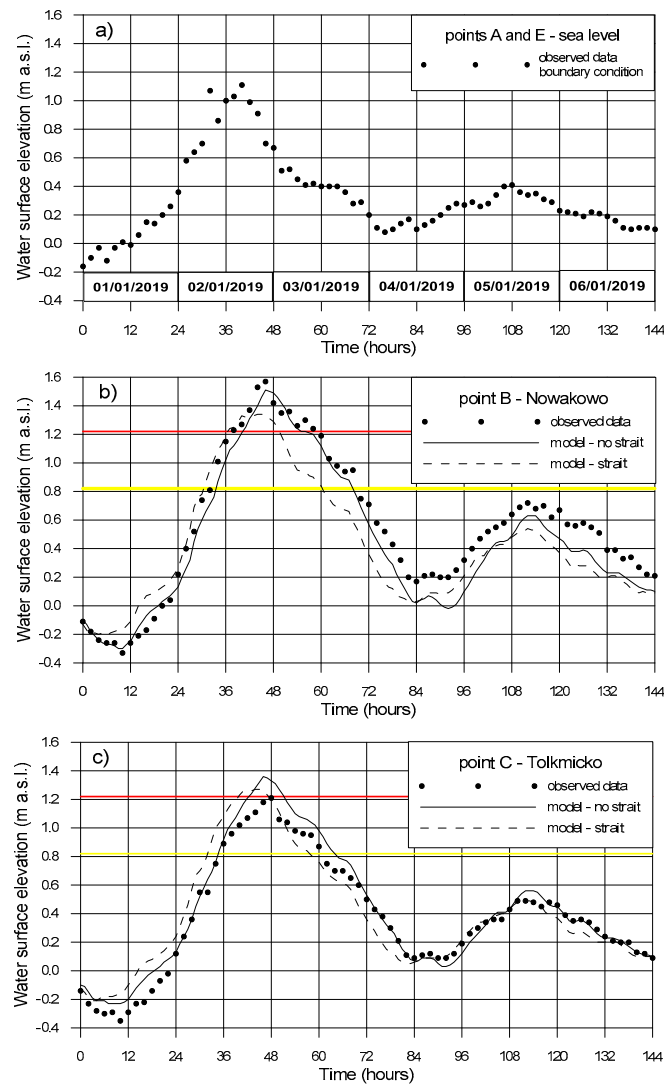 a)
points A and E - sea level
observed data
boundary condition
Water surface elevation (m a.s.l.)
1.6
1.4
1.2
1.0
0.8
0.6
0.4
0.2
0.0
-0.2
-0.4
01/01/2019 02/01/2019 03/01/2019 04/01/2019 05/01/2019 06/01/2019
0 12 24 36 48 60 72 84 96 108 120 132 144
Time (hours)
b)
point B - Nowakowo
observed data
model - no strait
model - strait
Water surface elevation (m a.s.l.)
1.6
1.4
1.2
1.0
0.8
0.6
0.4
0.2
0.0
-0.2
-0.4
0 12 24 36 48 60 72 84 96 108 120 132 144
Time (hours)
c)
point C - Tolkmicko
observed data
model - no strait
model - strait
Water surface elevation (m a.s.l.)
1.6
1.4
1.2
1.0
0.8
0.6
0.4
0.2
0.0
-0.2
-0.4
0 12 24 36 48 60 72 84 96 108 120 132 144
Time (hours)